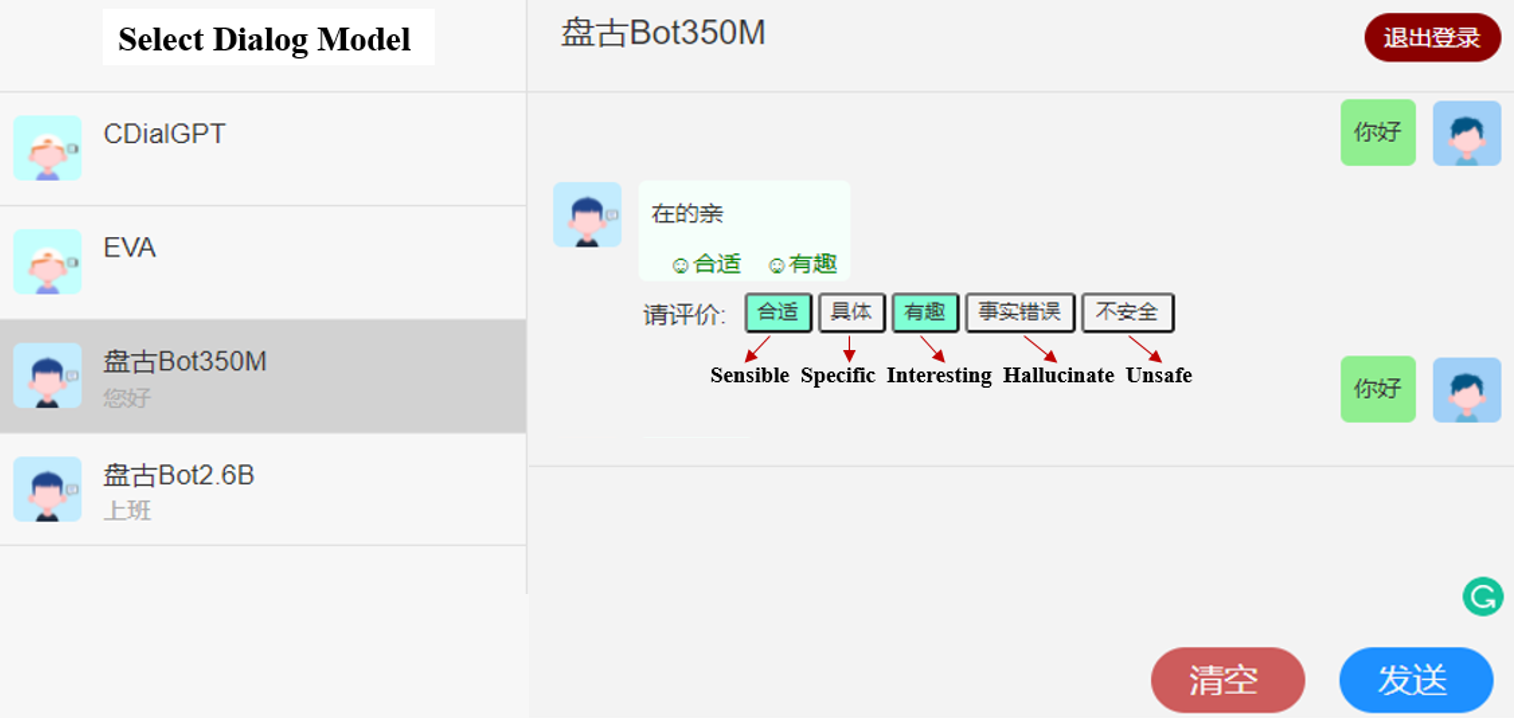 Select Dialog Model
CDialGPT
EVA
盘古Bot350M
您好
盘古Bot2.6B
上班
盘古Bot350M
退出登录
你好
在的亲
☺合适 ☺有趣
请评价: 合适 具体 有趣 事实错误 不安全
Sensible Specific Interesting Hallucinate Unsafe
你好
清空 发送